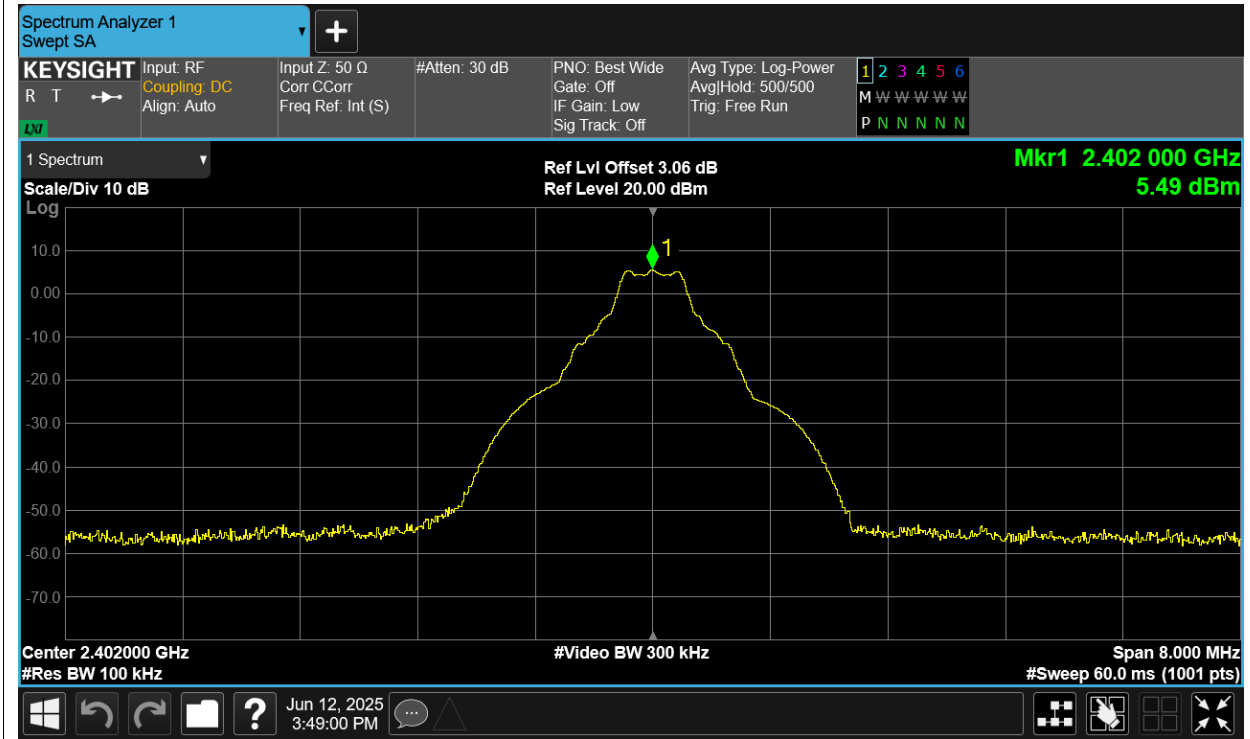 Spectrum Analyzer 1
Swept SA
KEYSIGHT
R T
LXI
Input: RF
Coupling: DC
Align: Auto
Input Z: 50 Ω
Corr CCorr
Freq Ref: Int (S)
#Atten: 30 dB
PNO: Best Wide
Gate: Off
IF Gain: Low
Sig Track: Off
Avg Type: Log-Power
Avg|Hold: 500/500
Trig: Free Run
1 2 3 4 5 6
M W W W W W
P N N N N N
1 Spectrum
Scale/Div 10 dB
Log
Ref Lvl Offset 3.06 dB
Ref Level 20.00 dBm
Mkr1 2.402 000 GHz
5.49 dBm
1
10.0
0.00
-10.0
-20.0
-30.0
-40.0
-50.0
-60.0
-70.0
Center 2.402000 GHz
#Video BW 300 kHz
Span 8.000 MHz
#Res BW 100 kHz
#Sweep 60.0 ms (1001 pts)
?
Jun 12, 2025
3:49:00 PM